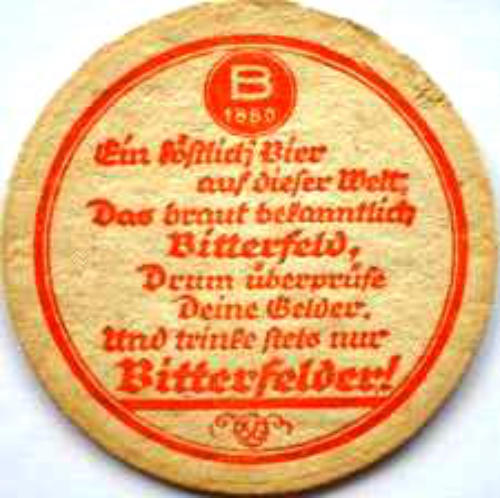 B
1880
Ein köstlich Bier
auf dieser Welt,
Das braut bekanntlich
Bitterfeld,
Drum überprüfe
Deine Gelder,
Und trinke stets nur
Bitterfelder!